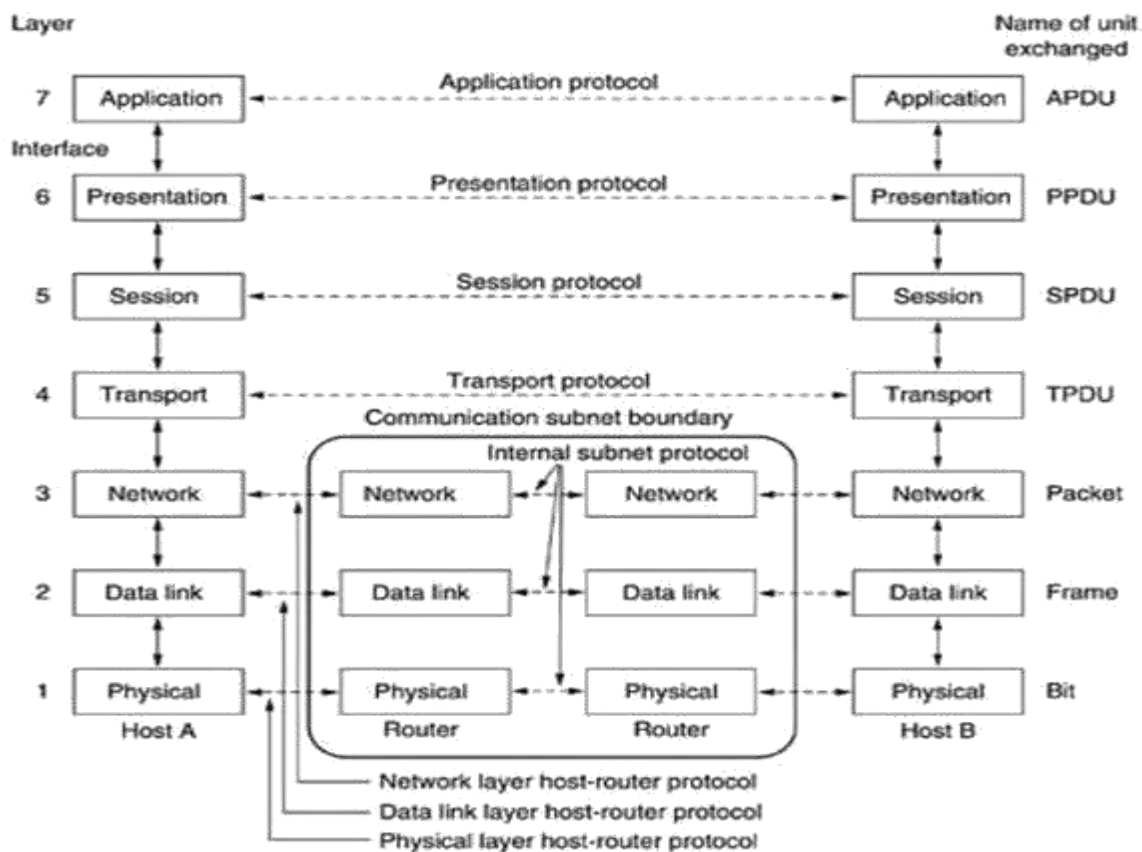 Layer
Name of unit exchanged
7 Application Application protocol Application APDU
Interface
6 Presentation Presentation protocol Presentation PPDU
5 Session Session protocol Session SPDU
4 Transport Transport protocol Transport TPDU
Communication subnet boundary
Internal subnet protocol
3 Network Network Network Network Packet
2 Data link Data link Data link Data link Frame
1 Physical Physical Physical Physical Bit
Host A Router Router Host B
Network layer host-router protocol
Data link layer host-router protocol
Physical layer host-router protocol